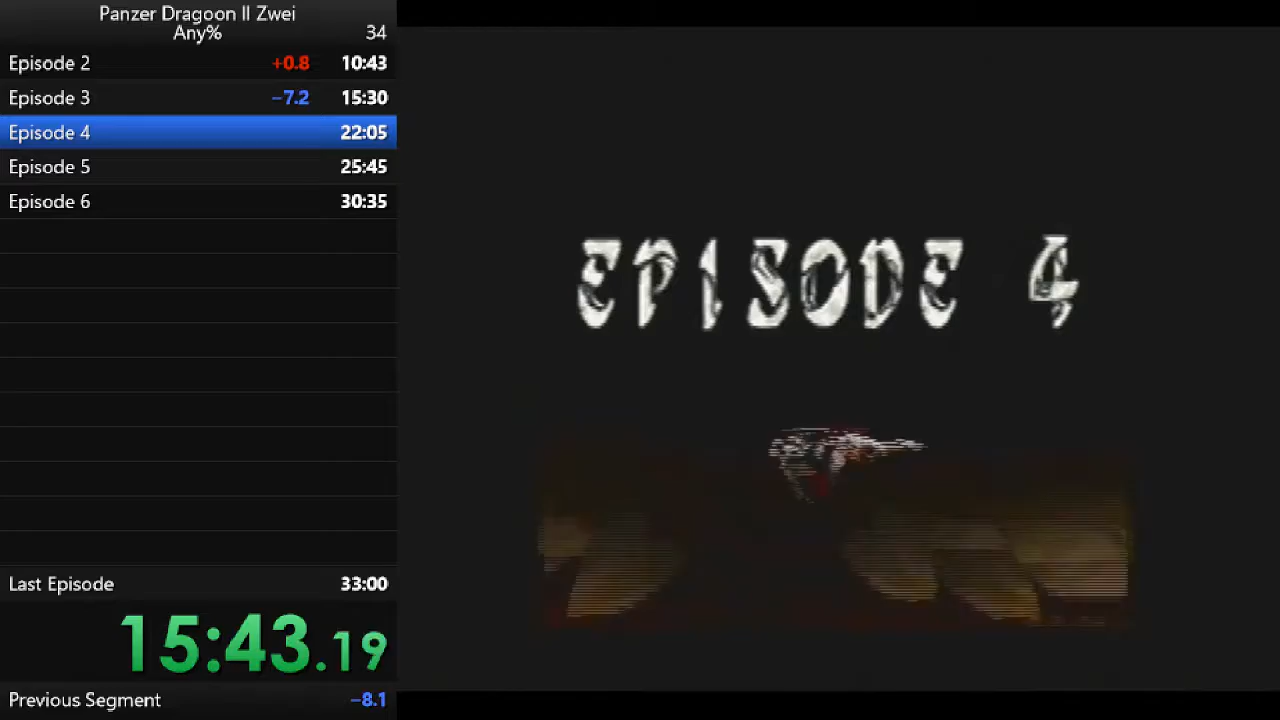 Panzer Dragoon II Zwei
Any% 34
Episode 2 +0.8 10:43
Episode 3 −7.2 15:30
Episode 4 22:05
Episode 5 25:45
Episode 6 30:35
Last Episode 33:00
15:43.19
Previous Segment −8.1
EPISODE 4